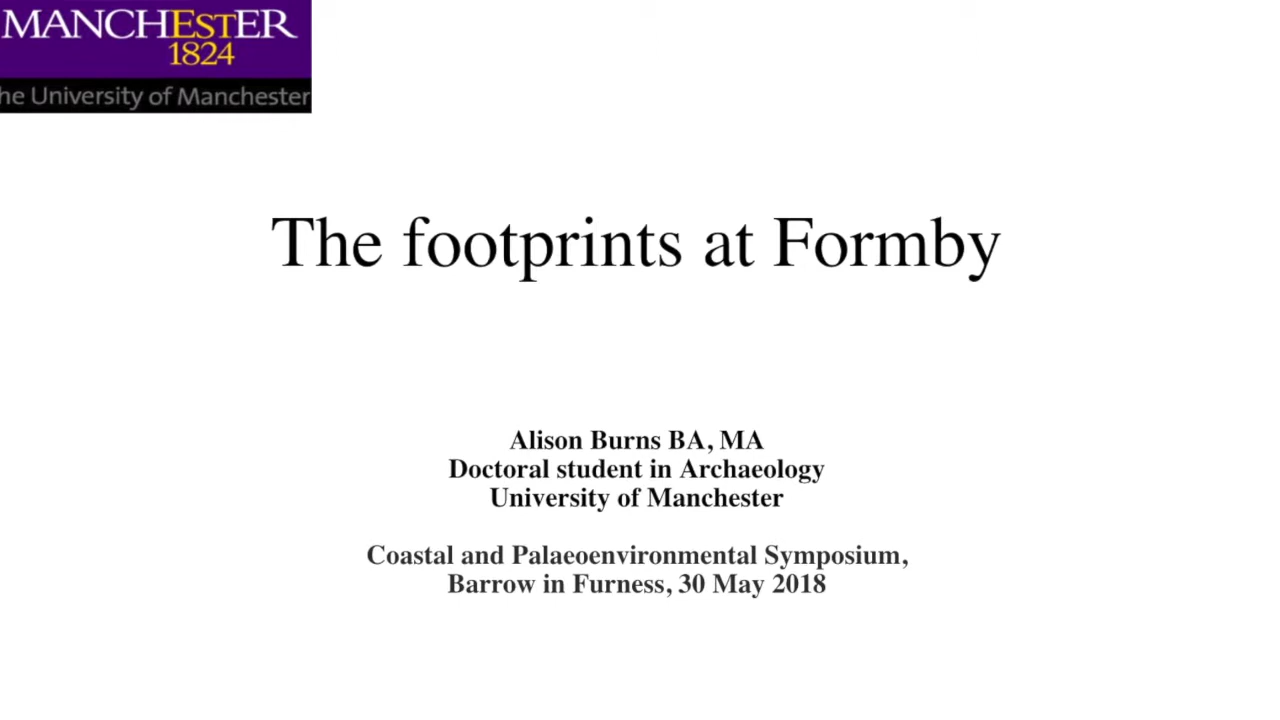 MANCHESTER
1824
he University of Manchester
The footprints at Formby
Alison Burns BA, MA
Doctoral student in Archaeology
University of Manchester
Coastal and Palaeoenvironmental Symposium,
Barrow in Furness, 30 May 2018